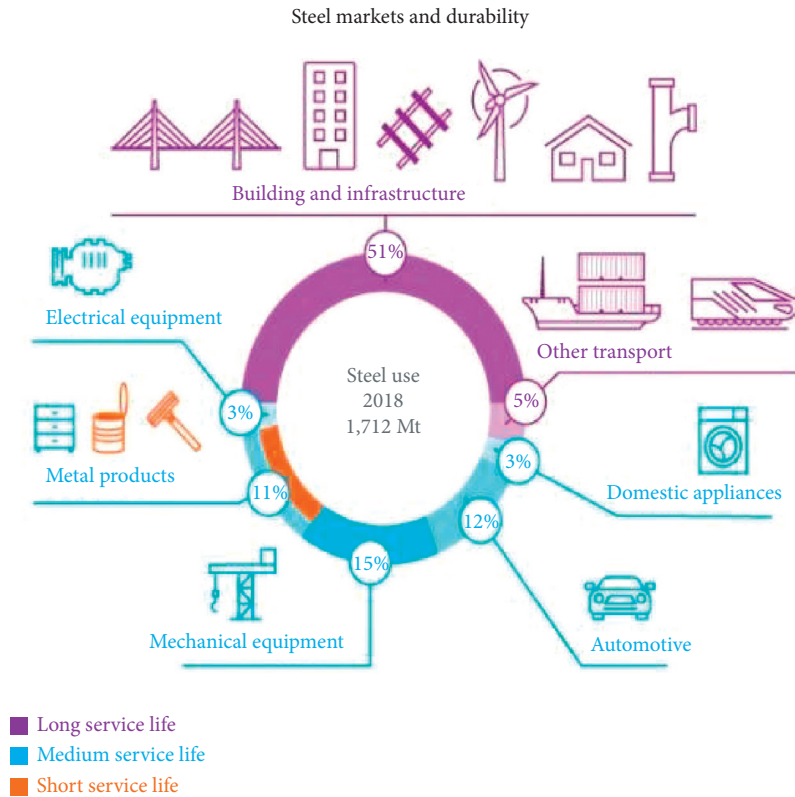 Steel markets and durability
Building and infrastructure
51%
Electrical equipment
Other transport
Steel use
2018
1,712 Mt
3%
5%
Metal products
3%
Domestic appliances
11%
12%
15%
Mechanical equipment
Automotive
Long service life
Medium service life
Short service life